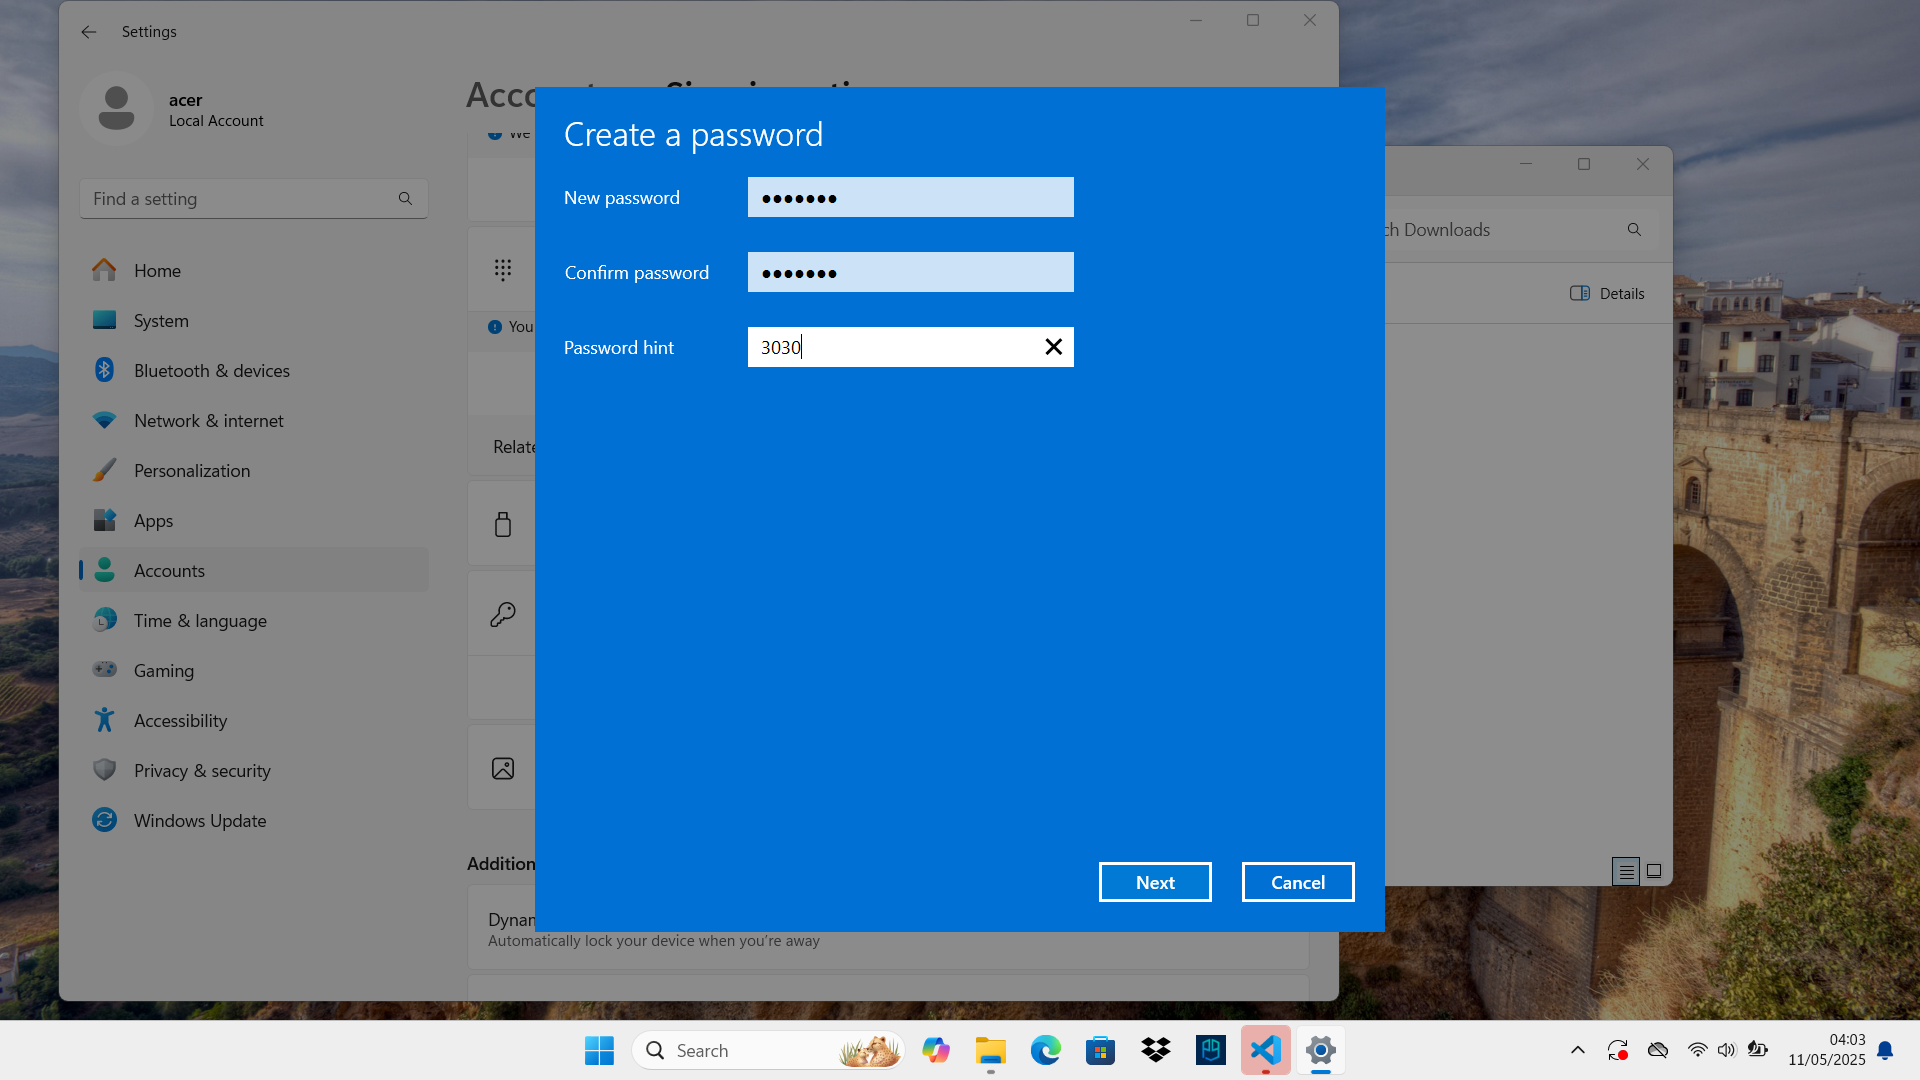 Settings
acer
Local Account
Find a setting
Home
System
Bluetooth & devices
Network & internet
Personalization
Apps
Accounts
Time & language
Gaming
Accessibility
Privacy & security
Windows Update
We
You
Relate
Addition
Dynam
Automatically lock your device when you're away
Create a password
New password
•••••••
Confirm password
•••••••
Password hint
3030
Next
Cancel
ch Downloads
Details
Search
04:03
11/05/2025